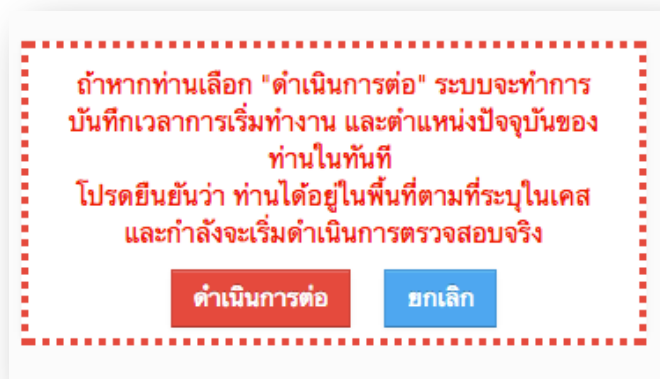 ถ้าหากท่านเลือก "ดำเนินการต่อ" ระบบจะทำการ
บันทึกเวลาการเริ่มทำงาน และตำแหน่งปัจจุบันของ
ท่านในทันที
โปรดยืนยันว่า ท่านได้อยู่ในพื้นที่ตามที่ระบุในเคส
และกำลังจะเริ่มดำเนินการตรวจสอบจริง
ดำเนินการต่อ ยกเลิก